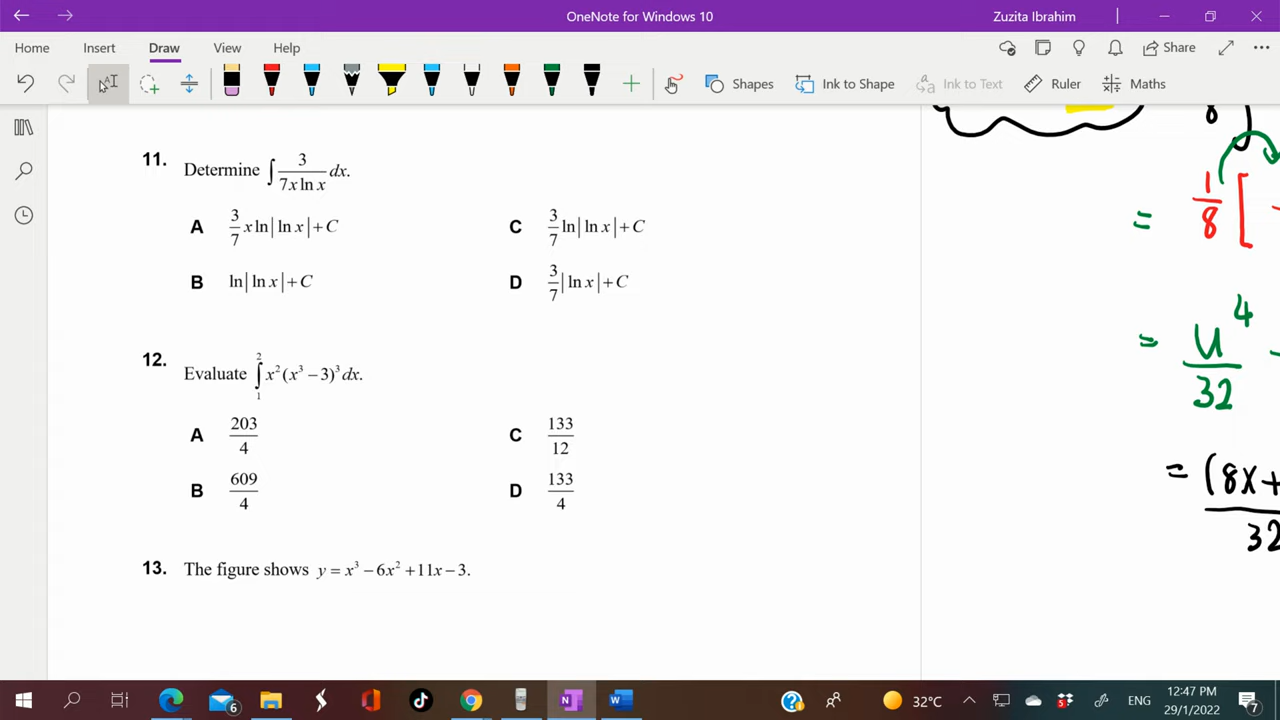 OneNote for Windows 10
Zuzita Ibrahim
Home Insert Draw View Help
Share
Shapes Ink to Shape Ink to Text Ruler Maths
11. Determine ∫ 3/(7x ln x) dx.
A 3/7 x ln| ln x | + C
C 3/7 ln| ln x | + C
B ln| ln x | + C
D 3/7 | ln x | + C
12. Evaluate ∫₁² x²(x³ − 3)³ dx.
A 203/4
C 133/12
B 609/4
D 133/4
13. The figure shows y = x³ − 6x² + 11x − 3.
8
= 1/8 [
= u⁴/32
= (8x+
32
6
32°C
ENG
12:47 PM
29/1/2022
7